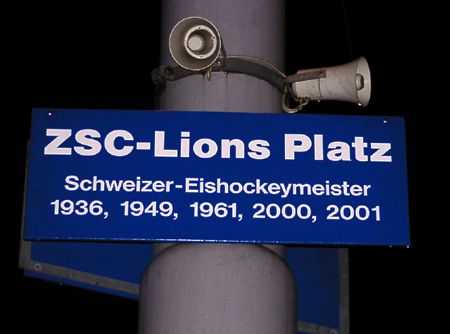 ZSC-Lions Platz
Schweizer-Eishockeymeister
1936, 1949, 1961, 2000, 2001